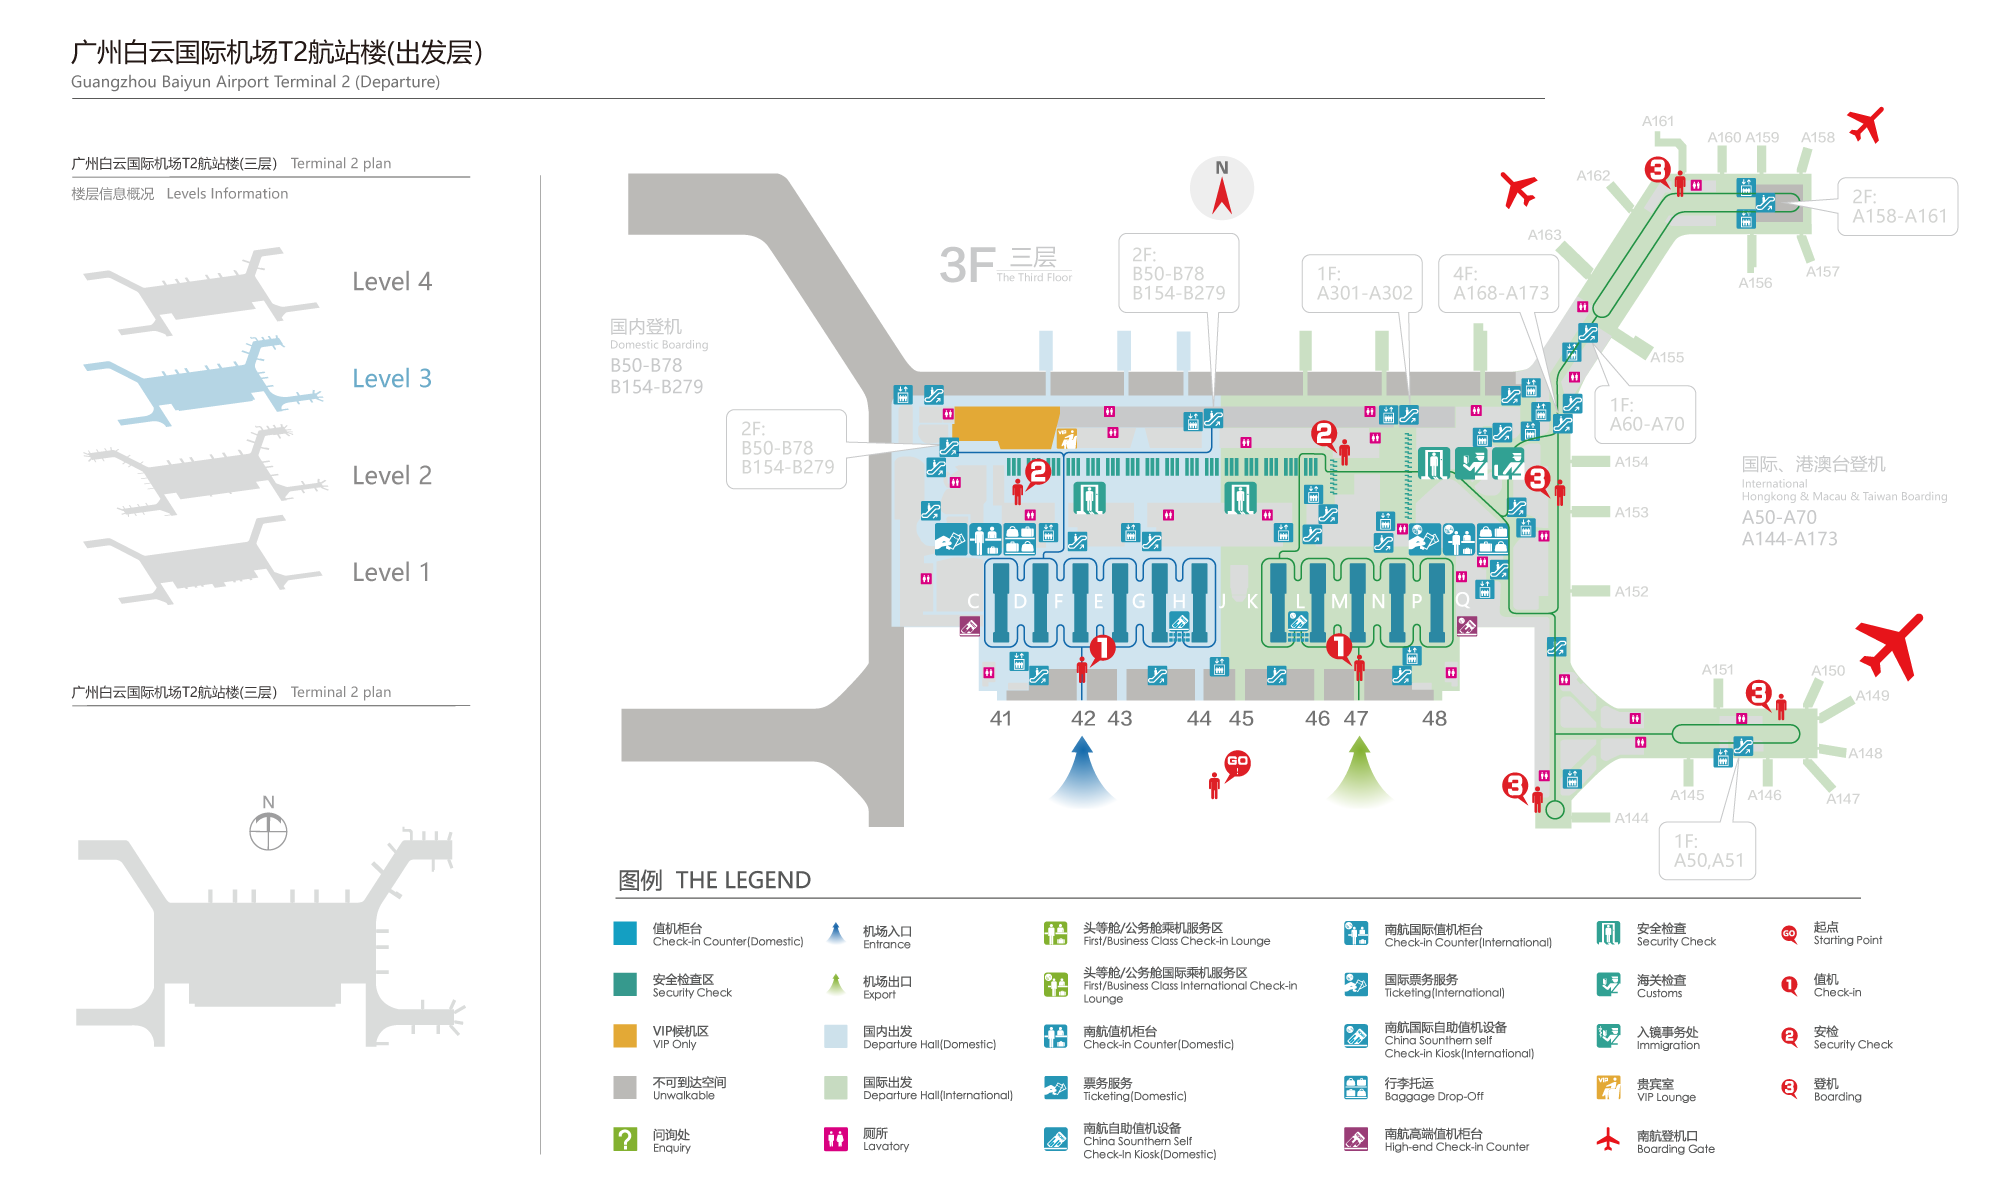 广州白云国际机场T2航站楼(出发层)
Guangzhou Baiyun Airport Terminal 2 (Departure)
广州白云国际机场T2航站楼(三层) Terminal 2 plan
楼层信息概况 Levels Information
Level 4
Level 3
Level 2
Level 1
广州白云国际机场T2航站楼(三层) Terminal 2 plan
N
N
3F 三层
The Third Floor
国内登机
Domestic Boarding
B50-B78
B154-B279
2F:
B50-B78
B154-B279
2F:
B50-B78
B154-B279
1F:
A301-A302
4F:
A168-A173
2F:
A158-A161
1F:
A60-A70
1F:
A50,A51
国际、港澳台登机
International
Hongkong & Macau & Taiwan Boarding
A50-A70
A144-A173
A161
A160 A159
A158
A162
A163
A157
A156
A155
A154
A153
A152
A151
A150
A149
A148
A147
A146
A145
A144
VIP
2
2
3
3
3
3
1
1
C D F E G H J K L M N P Q
41 42 43 44 45 46 47 48
GO
图例 THE LEGEND
值机柜台
Check-in Counter(Domestic)
安全检查区
Security Check
VIP候机区
VIP Only
不可到达空间
Unwalkable
?
问询处
Enquiry
机场入口
Entrance
机场出口
Export
国内出发
Departure Hall(Domestic)
国际出发
Departure Hall(International)
厕所
Lavatory
头等舱/公务舱乘机服务区
First/Business Class Check-in Lounge
头等舱/公务舱国际乘机服务区
First/Business Class International Check-in
Lounge
南航值机柜台
Check-in Counter(Domestic)
票务服务
Ticketing(Domestic)
南航自助值机设备
China Sounthern Self
Check-In Kiosk(Domestic)
南航国际值机柜台
Check-in Counter(International)
国际票务服务
Ticketing(International)
南航国际自助值机设备
China Sounthern self
Check-in Kiosk(International)
行李托运
Baggage Drop-Off
南航高端值机柜台
High-end Check-in Counter
安全检查
Security Check
海关检查
Customs
入镜事务处
Immigration
VIP
贵宾室
VIP Lounge
南航登机口
Boarding Gate
GO
起点
Starting Point
1
值机
Check-in
2
安检
Security Check
3
登机
Boarding